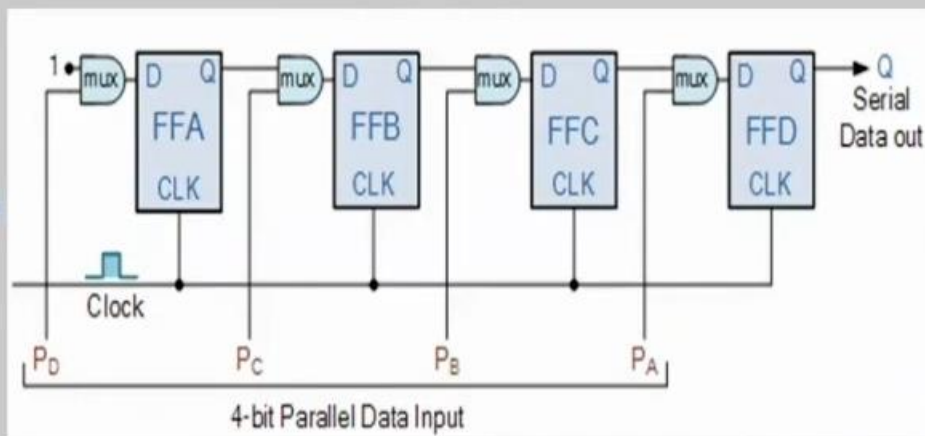 1
mux D Q mux D Q mux D Q mux D Q Q
FFA FFB FFC FFD Serial
Data out
CLK CLK CLK CLK
Clock
PD PC PB PA
4-bit Parallel Data Input